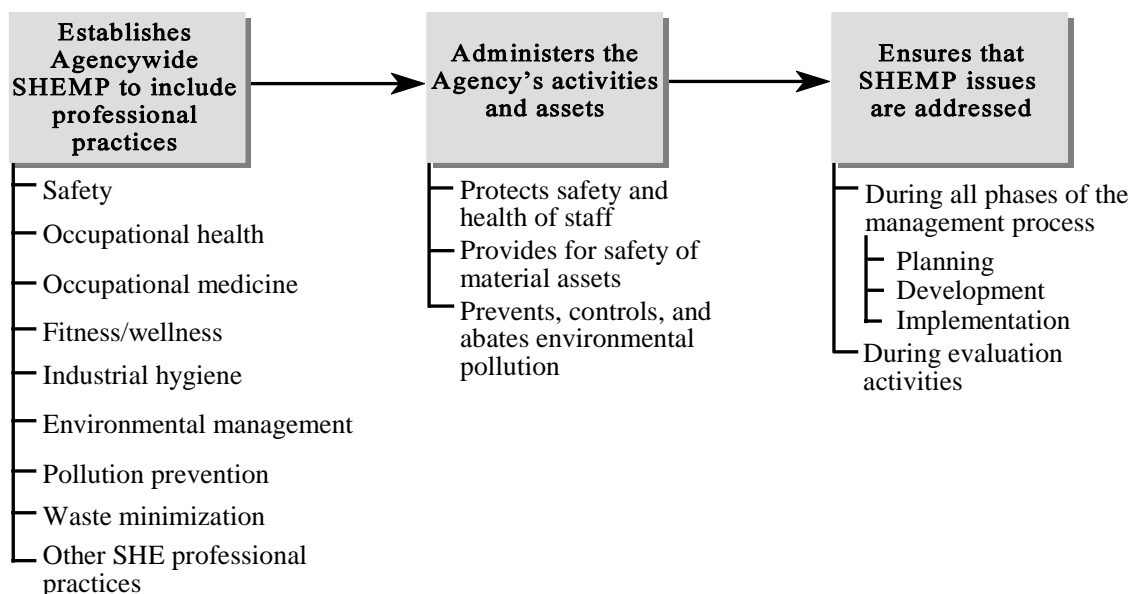 Establishes
Agencywide
SHEMP to include
professional
practices
Safety
Occupational health
Occupational medicine
Fitness/wellness
Industrial hygiene
Environmental management
Pollution prevention
Waste minimization
Other SHE professional
practices
Administers the
Agency's activities
and assets
Protects safety and
health of staff
Provides for safety of
material assets
Prevents, controls, and
abates environmental
pollution
Ensures that
SHEMP issues
are addressed
During all phases of the
management process
Planning
Development
Implementation
During evaluation
activities